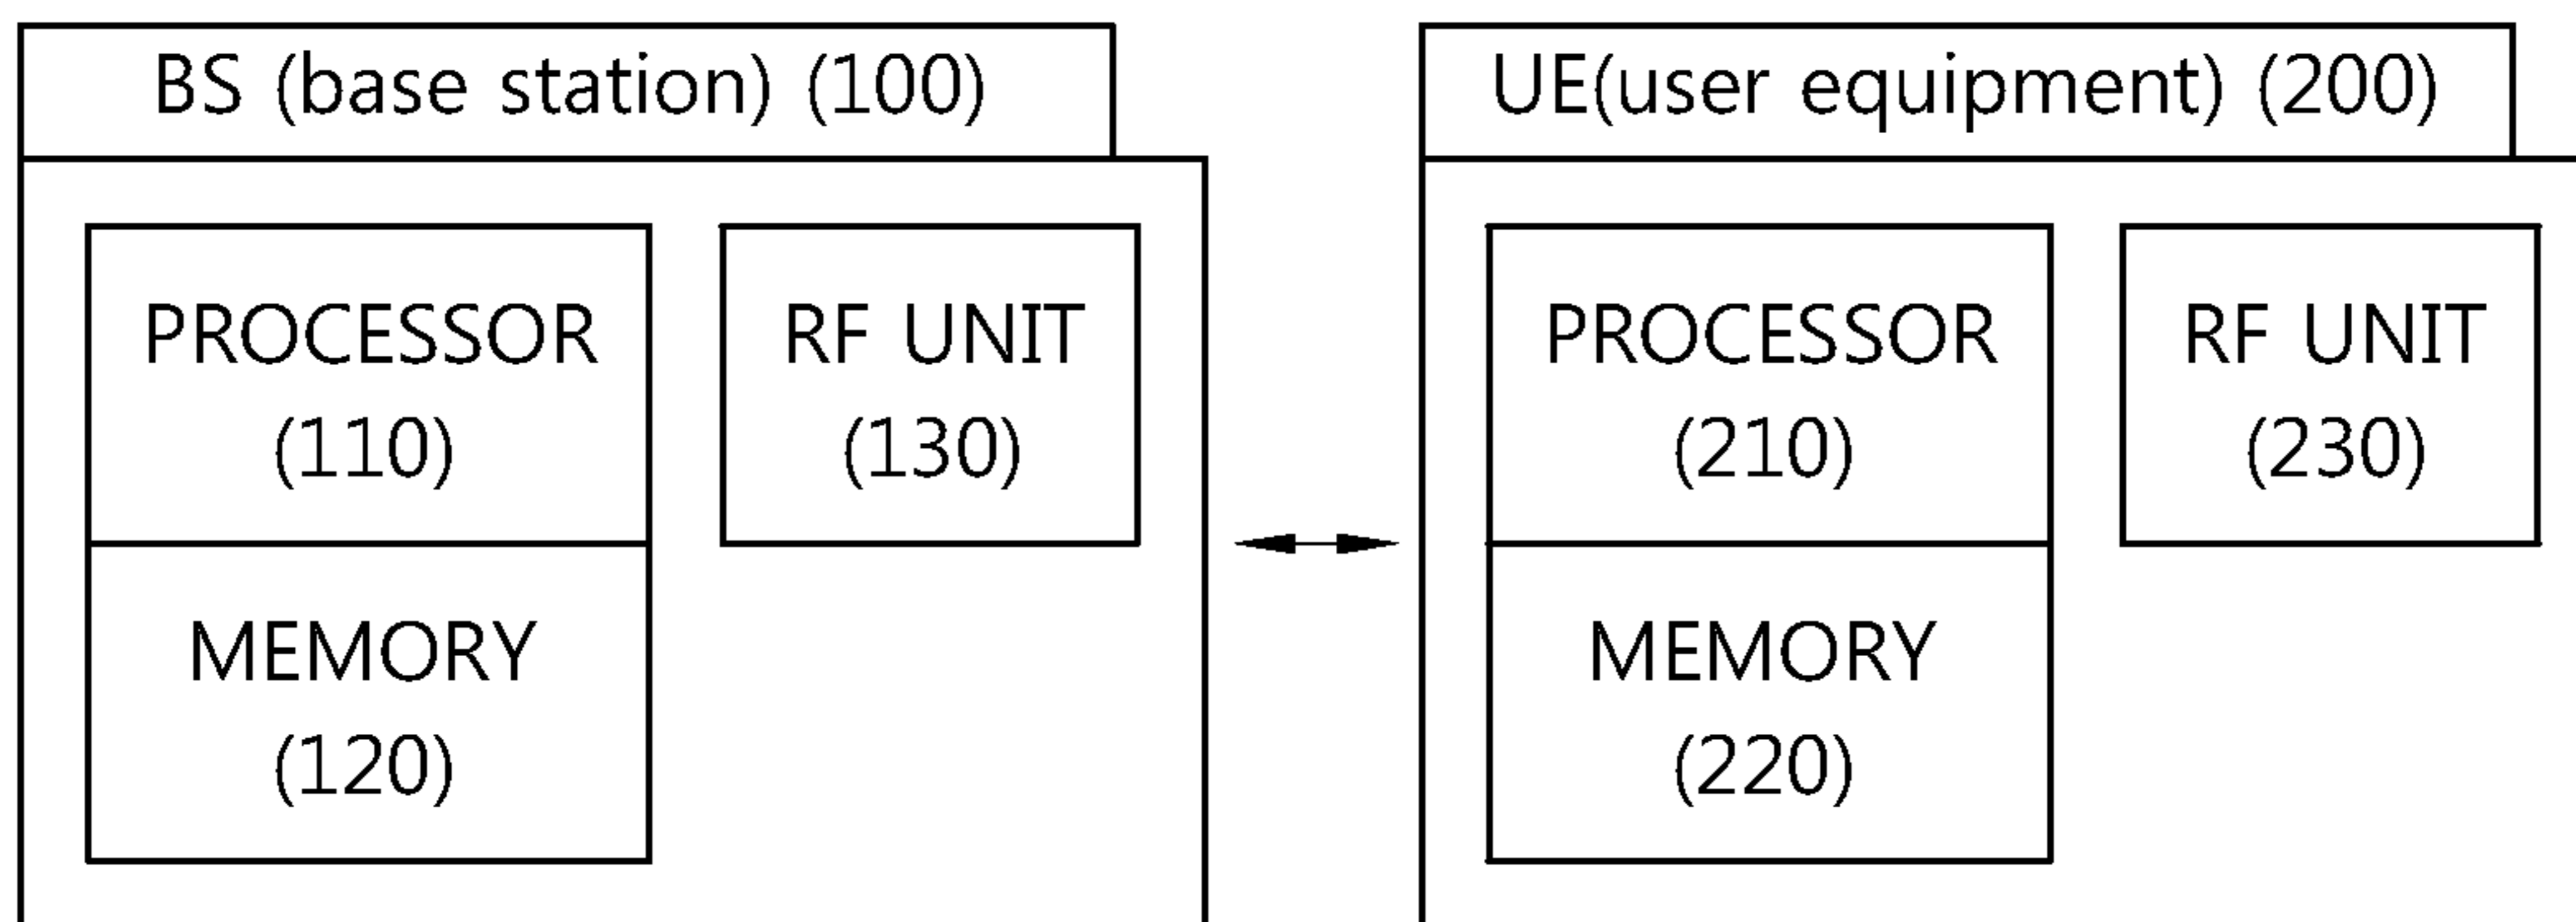 BS (base station) (100)
PROCESSOR
(110)
RF UNIT
(130)
MEMORY
(120)
UE(user equipment) (200)
PROCESSOR
(210)
RF UNIT
(230)
MEMORY
(220)